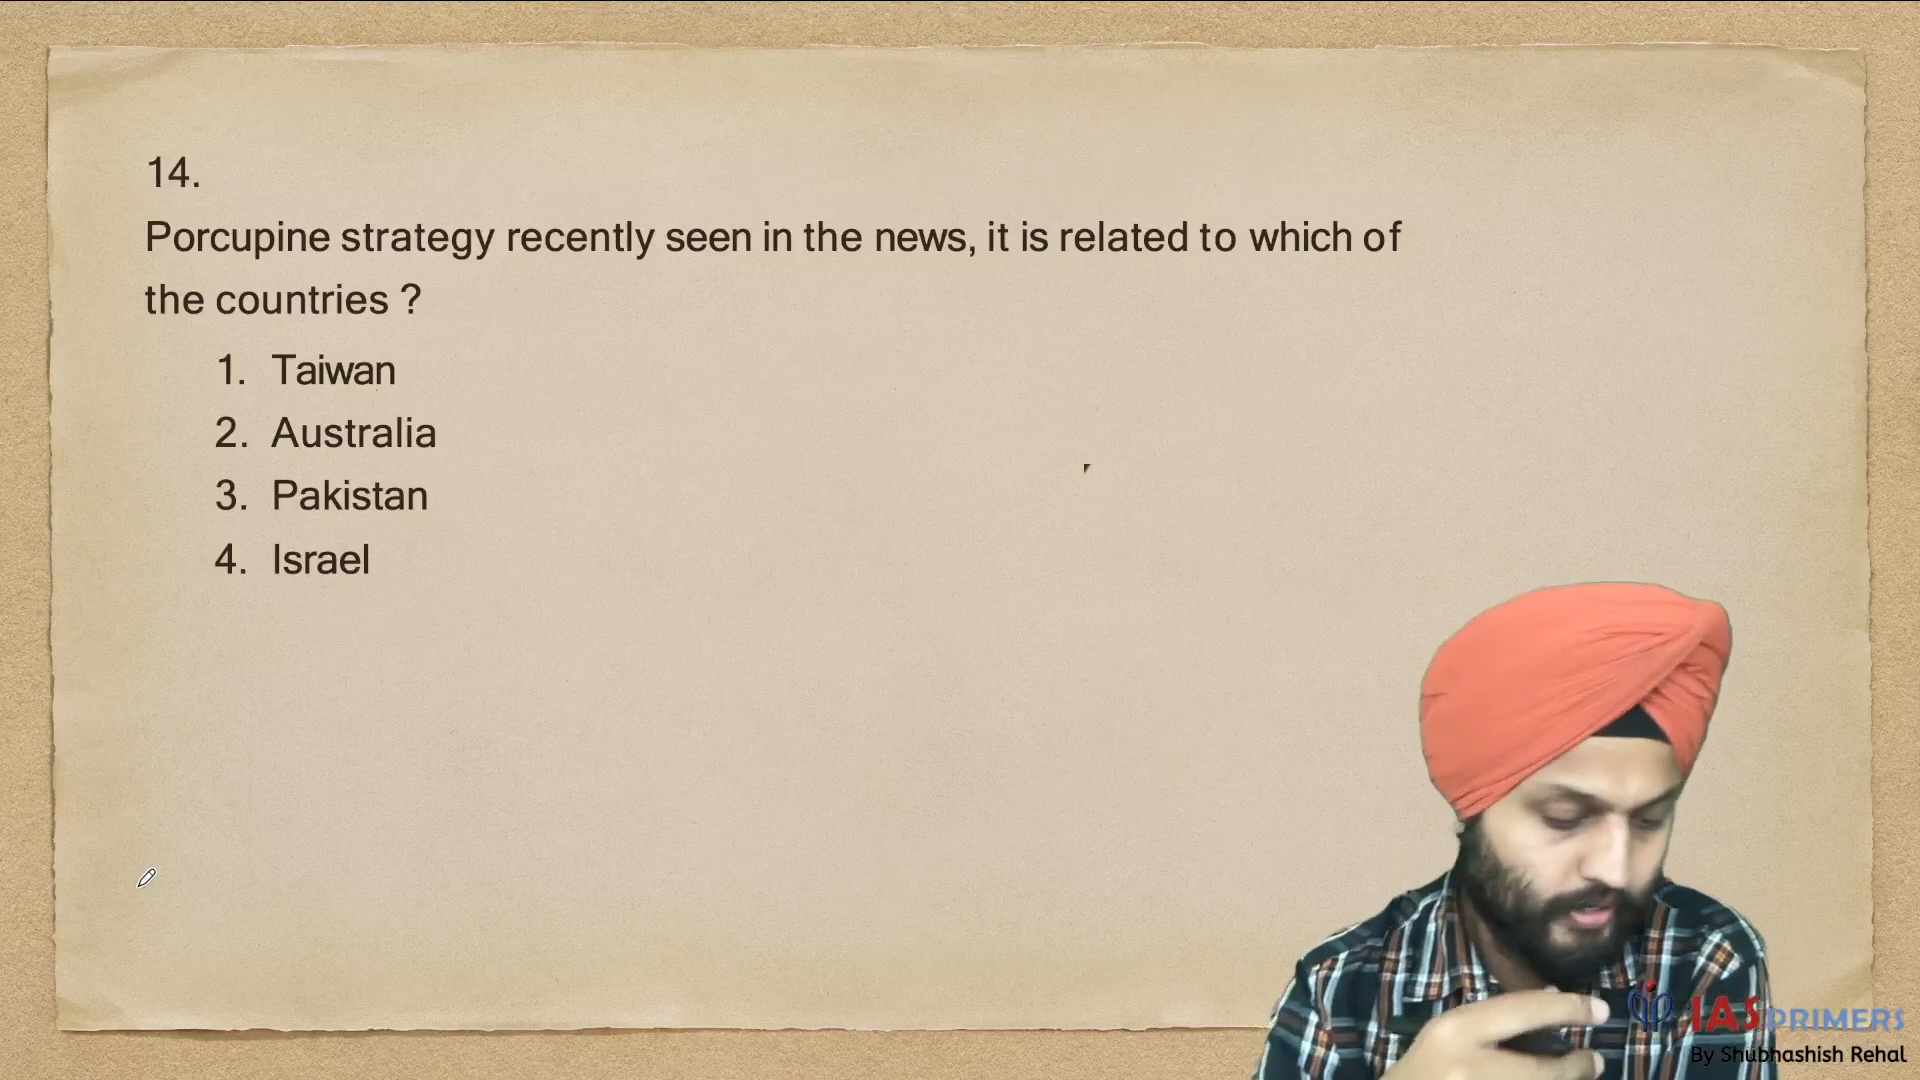 14.
Porcupine strategy recently seen in the news, it is related to which of
the countries ?
1. Taiwan
2. Australia
3. Pakistan
4. Israel
IAS PRIMERS
By Shubhashish Rehal